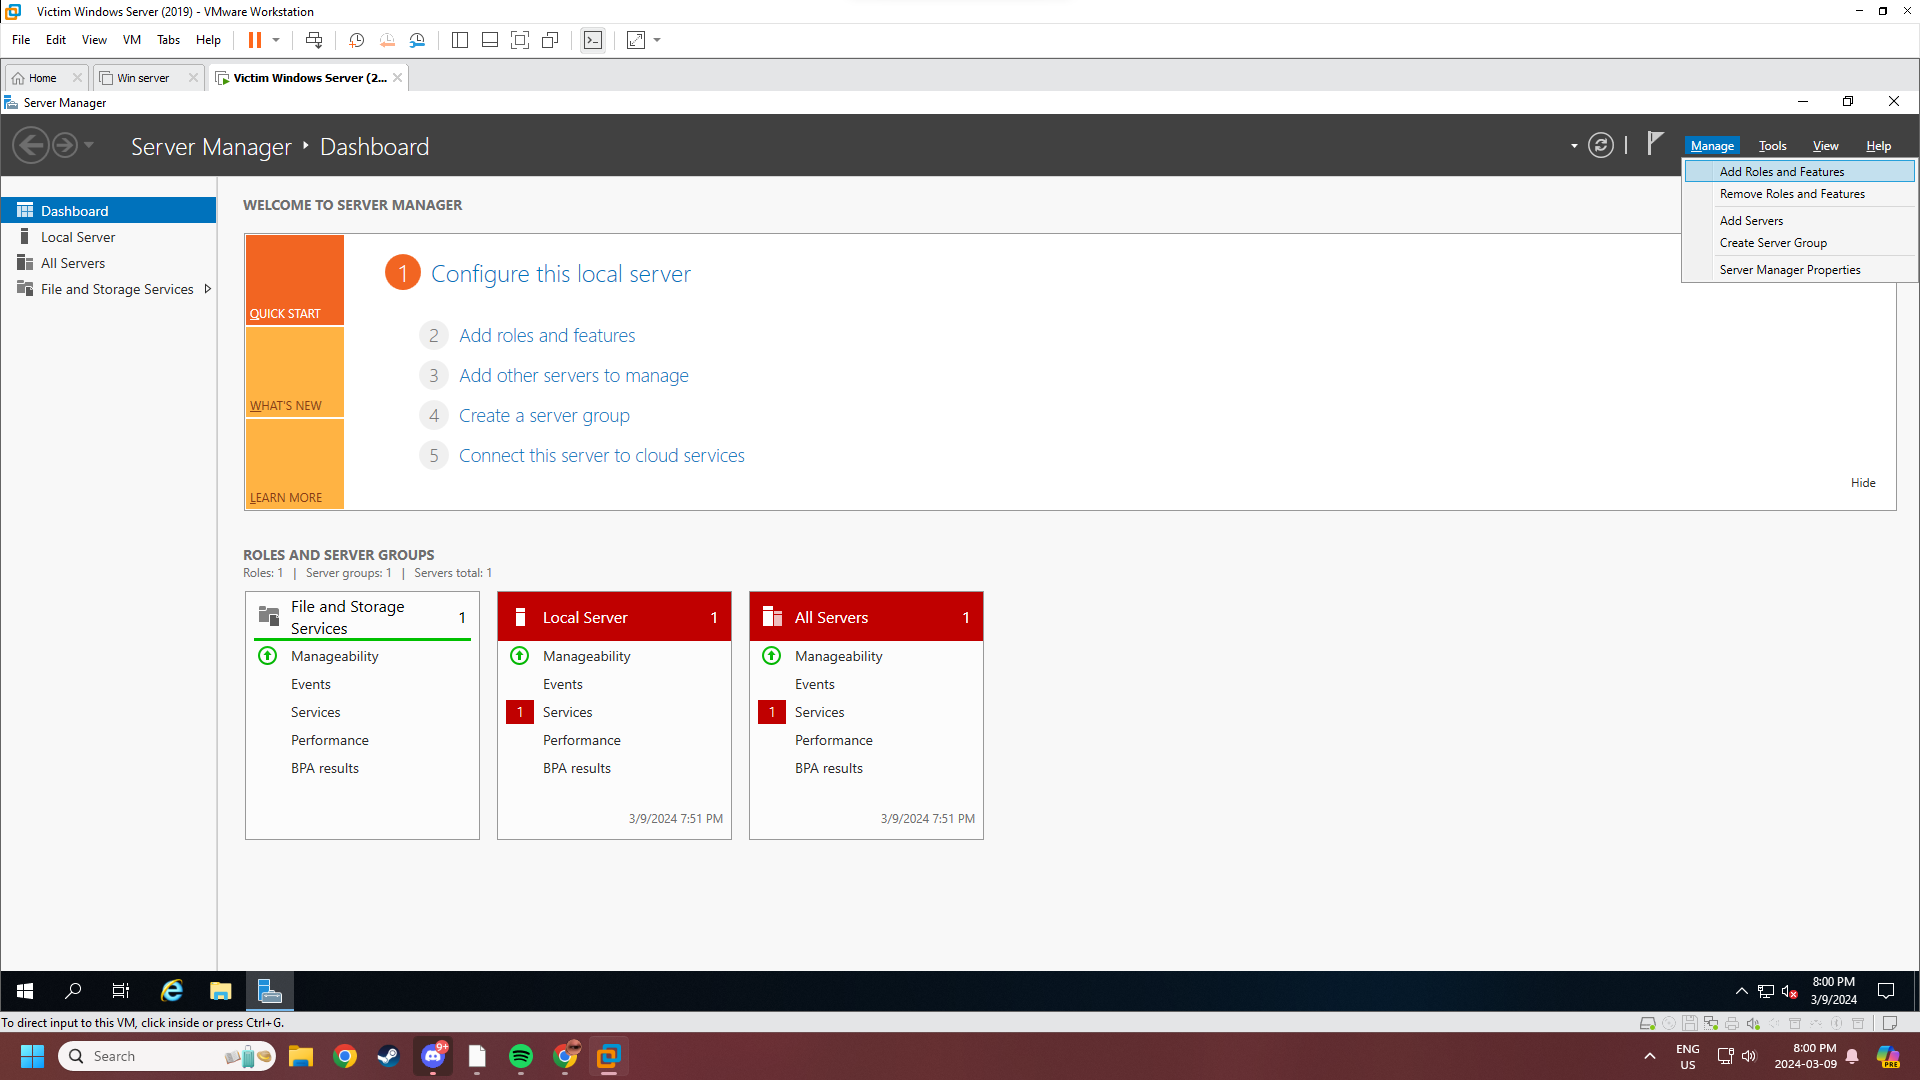 Victim Windows Server (2019) - VMware Workstation
File Edit View VM Tabs Help
Home Win server Victim Windows Server (2...
Server Manager
Server Manager Dashboard
Manage Tools View Help
Add Roles and Features
Remove Roles and Features
Add Servers
Create Server Group
Server Manager Properties
Dashboard
Local Server
All Servers
File and Storage Services
WELCOME TO SERVER MANAGER
QUICK START
WHAT'S NEW
LEARN MORE
1 Configure this local server
2 Add roles and features
3 Add other servers to manage
4 Create a server group
5 Connect this server to cloud services
Hide
ROLES AND SERVER GROUPS
Roles: 1 | Server groups: 1 | Servers total: 1
File and Storage
Services
1
Manageability
Events
Services
Performance
BPA results
Local Server 1
Manageability
Events
1 Services
Performance
BPA results
3/9/2024 7:51 PM
All Servers 1
Manageability
Events
1 Services
Performance
BPA results
3/9/2024 7:51 PM
8:00 PM
3/9/2024
To direct input to this VM, click inside or press Ctrl+G.
Search
9+
ENG
US
8:00 PM
2024-03-09
PRE